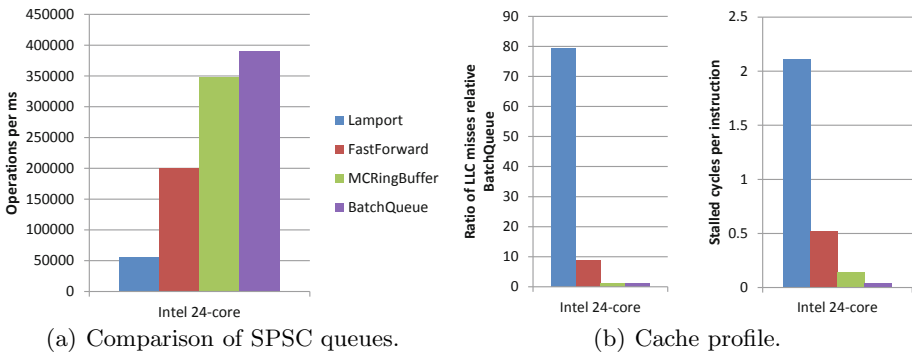 450000
400000
350000
300000
250000
200000
150000
100000
50000
0
Operations per ms
Intel 24-core
Lamport
FastForward
MCRingBuffer
BatchQueue
(a) Comparison of SPSC queues.
90
80
70
60
50
40
30
20
10
0
Ratio of LLC misses relative
BatchQueue
Intel 24-core
2.5
2
1.5
1
0.5
0
Stalled cycles per instruction
Intel 24-core
(b) Cache profile.